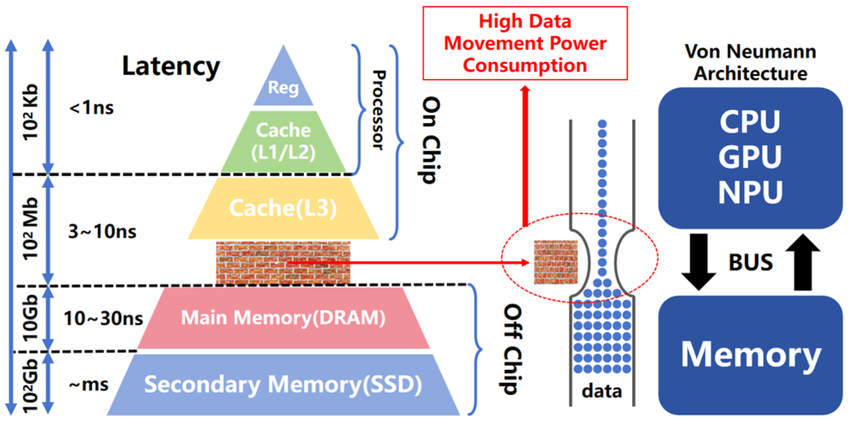 High Data
Movement Power
Consumption
Von Neumann
Architecture
Latency
Reg
Cache
(L1/L2)
Processor
On Chip
10² Kb
<1ns
Cache(L3)
10² Mb
3~10ns
Main Memory(DRAM)
10Gb
10~30ns
Secondary Memory(SSD)
10²Gb
~ms
Off Chip
data
CPU
GPU
NPU
BUS
Memory